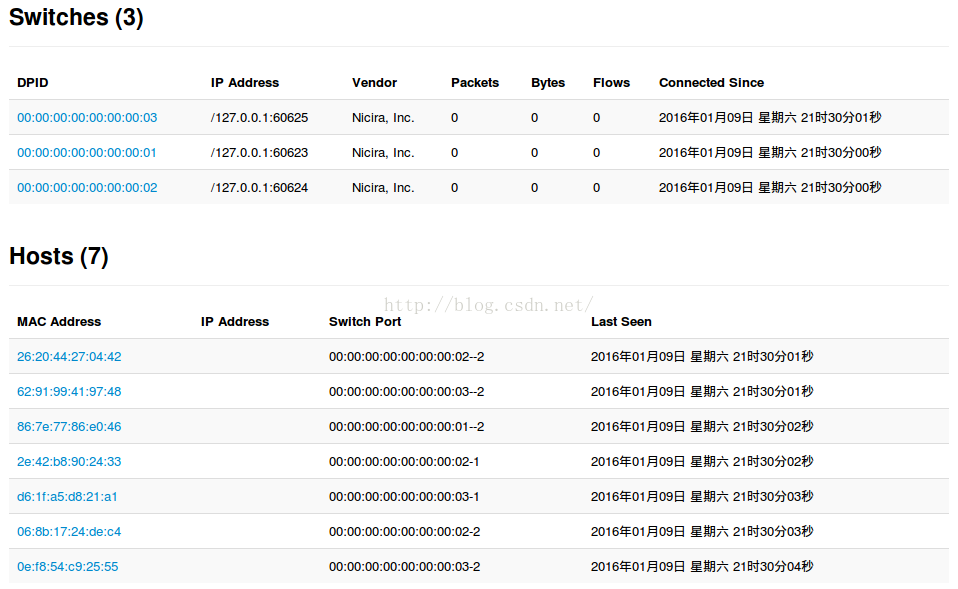 Switches (3)
DPID IP Address Vendor Packets Bytes Flows Connected Since
00:00:00:00:00:00:00:03 /127.0.0.1:60625 Nicira, Inc. 0 0 0 2016年01月09日 星期六 21时30分01秒
00:00:00:00:00:00:00:01 /127.0.0.1:60623 Nicira, Inc. 0 0 0 2016年01月09日 星期六 21时30分00秒
00:00:00:00:00:00:00:02 /127.0.0.1:60624 Nicira, Inc. 0 0 0 2016年01月09日 星期六 21时30分00秒
Hosts (7)
http://blog.csdn.net/
MAC Address IP Address Switch Port Last Seen
26:20:44:27:04:42 00:00:00:00:00:00:00:02--2 2016年01月09日 星期六 21时30分01秒
62:91:99:41:97:48 00:00:00:00:00:00:00:03--2 2016年01月09日 星期六 21时30分01秒
86:7e:77:86:e0:46 00:00:00:00:00:00:00:01--2 2016年01月09日 星期六 21时30分02秒
2e:42:b8:90:24:33 00:00:00:00:00:00:00:02-1 2016年01月09日 星期六 21时30分02秒
d6:1f:a5:d8:21:a1 00:00:00:00:00:00:00:03-1 2016年01月09日 星期六 21时30分03秒
06:8b:17:24:de:c4 00:00:00:00:00:00:00:02-2 2016年01月09日 星期六 21时30分03秒
0e:f8:54:c9:25:55 00:00:00:00:00:00:00:03-2 2016年01月09日 星期六 21时30分04秒